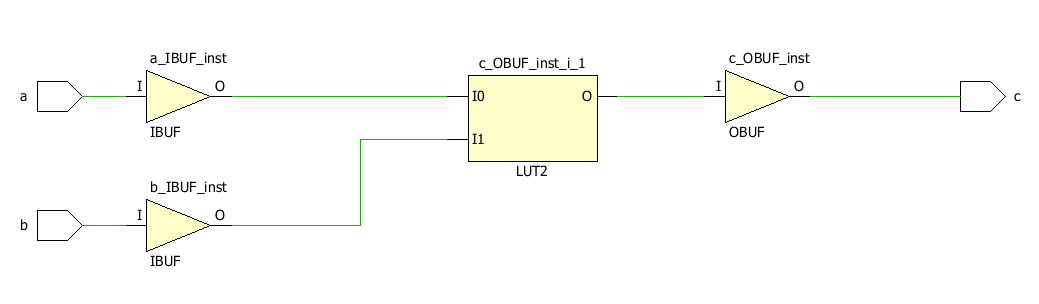 a_IBUF_inst
c_OBUF_inst_i_1
c_OBUF_inst
a
I
O
I0
O
I
O
c
IBUF
OBUF
I1
LUT2
b_IBUF_inst
b
I
O
IBUF